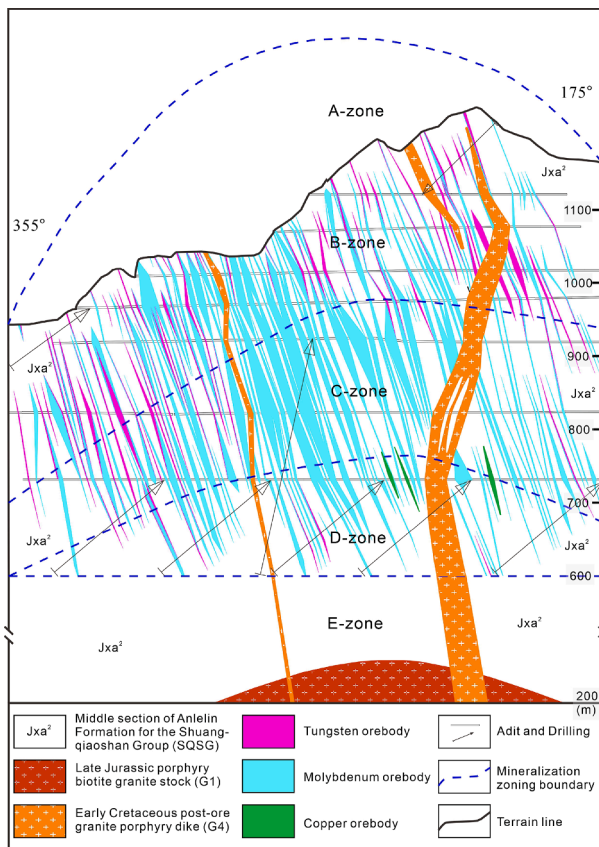 A-zone
175°
Jxa²
1100
355°
B-zone
1000
900
Jxa²
C-zone
Jxa²
800
700
D-zone
Jxa²
Jxa²
600
E-zone
Jxa²
Jxa²
200
(m)
Jxa²
Middle section of Anlelin
Formation for the Shuang-
qiaoshan Group (SQSG)
Tungsten orebody
Adit and Drilling
Late Jurassic porphyry
biotite granite stock (G1)
Molybdenum orebody
Mineralization
zoning boundary
Early Cretaceous post-ore
granite porphyry dike (G4)
Copper orebody
Terrain line